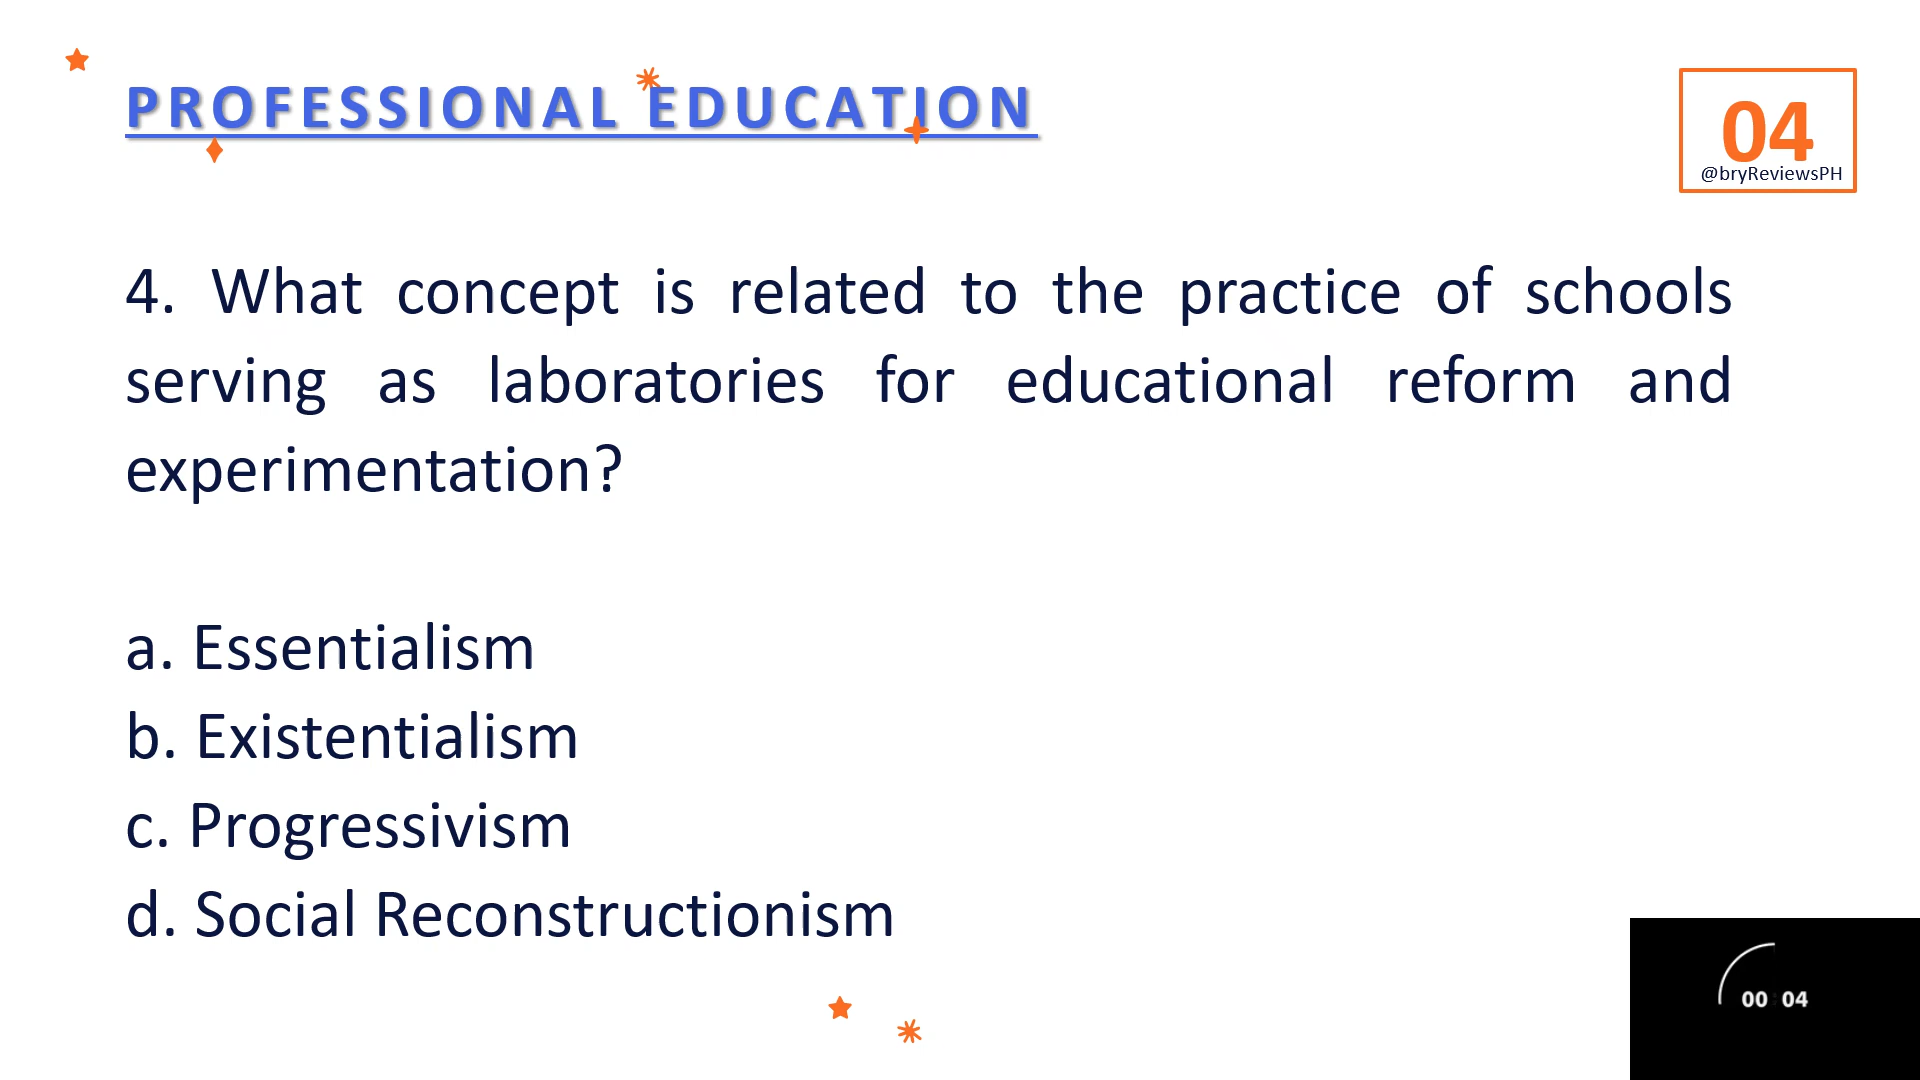 PROFESSIONAL EDUCATION
04
@bryReviewsPH
4. What concept is related to the practice of schools
serving as laboratories for educational reform and
experimentation?
a. Essentialism
b. Existentialism
c. Progressivism
d. Social Reconstructionism
00:04